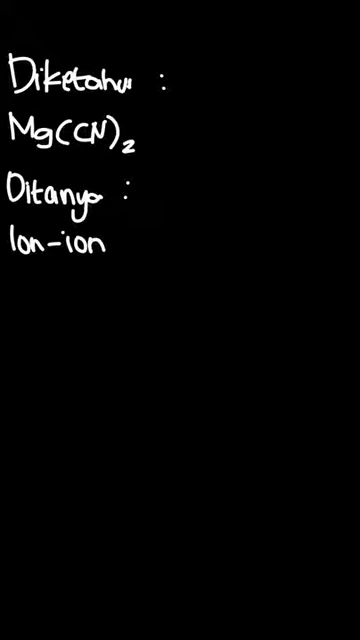 Diketahui :
Mg(CN)₂
Ditanya :
Ion-ion